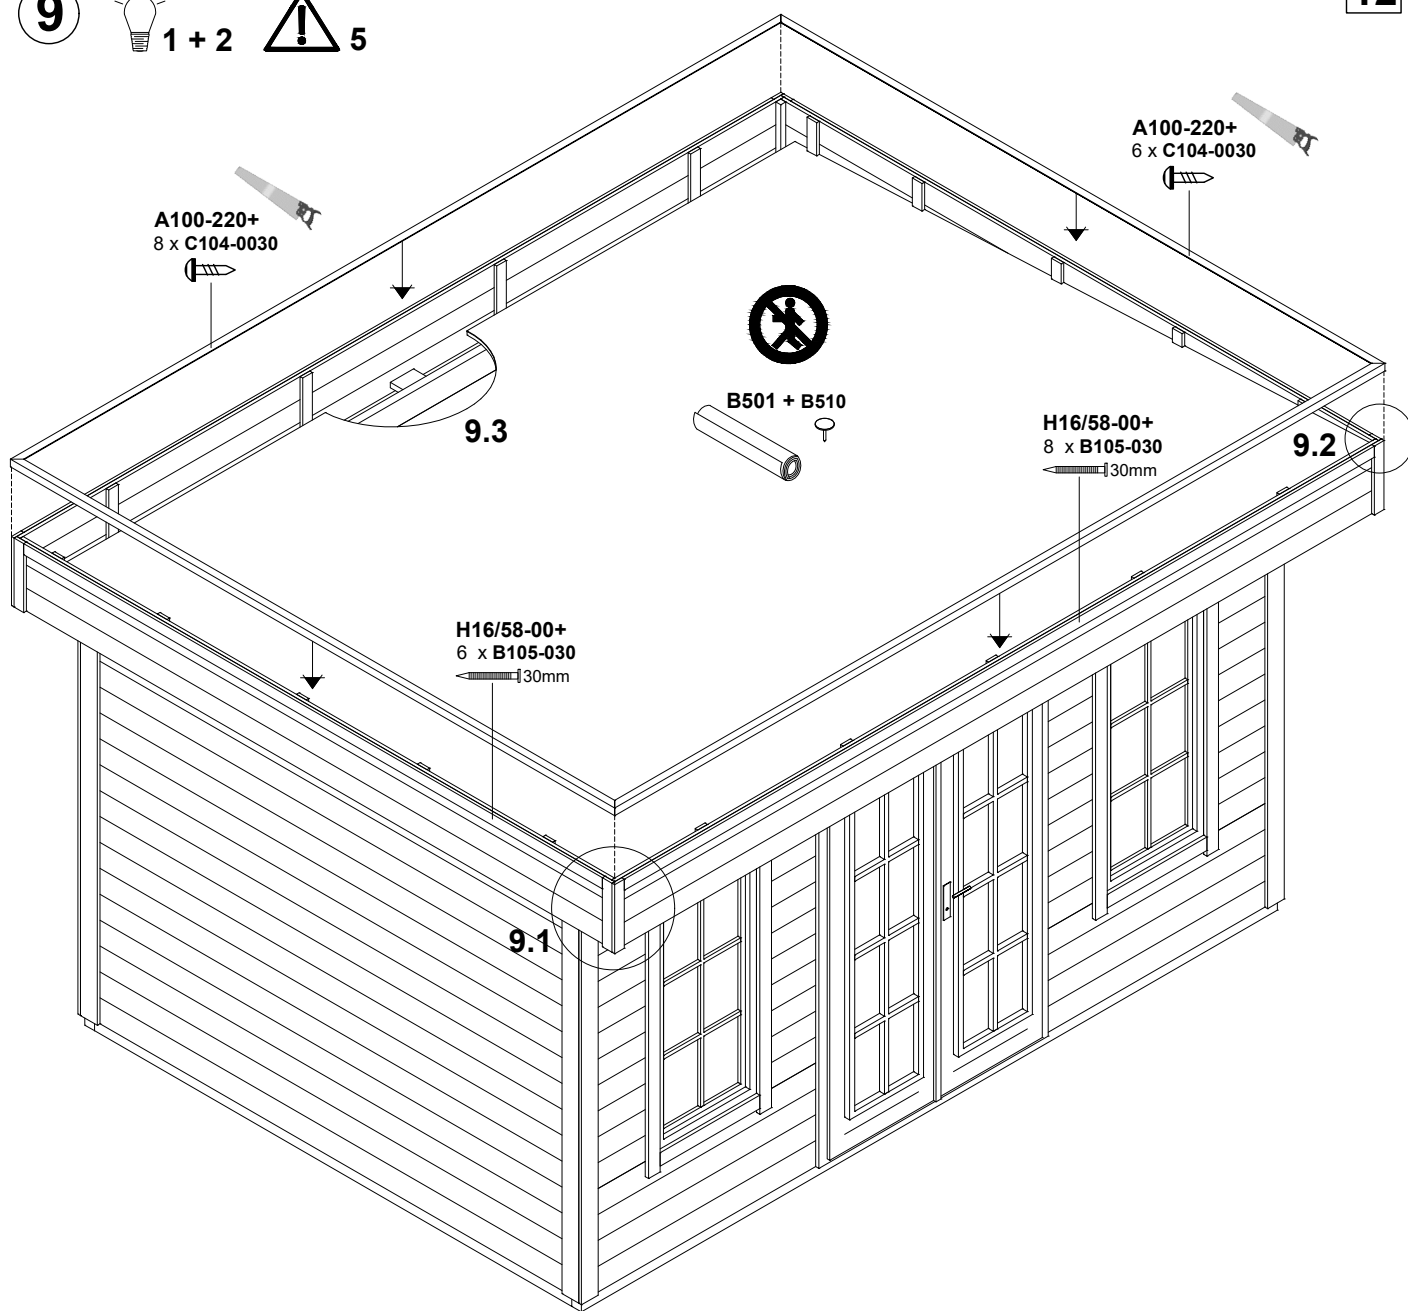 9
1 + 2
5
12
A100-220+
6 x C104-0030
A100-220+
8 x C104-0030
B501 + B510
9.3
H16/58-00+
8 x B105-030
30mm
9.2
H16/58-00+
6 x B105-030
30mm
9.1